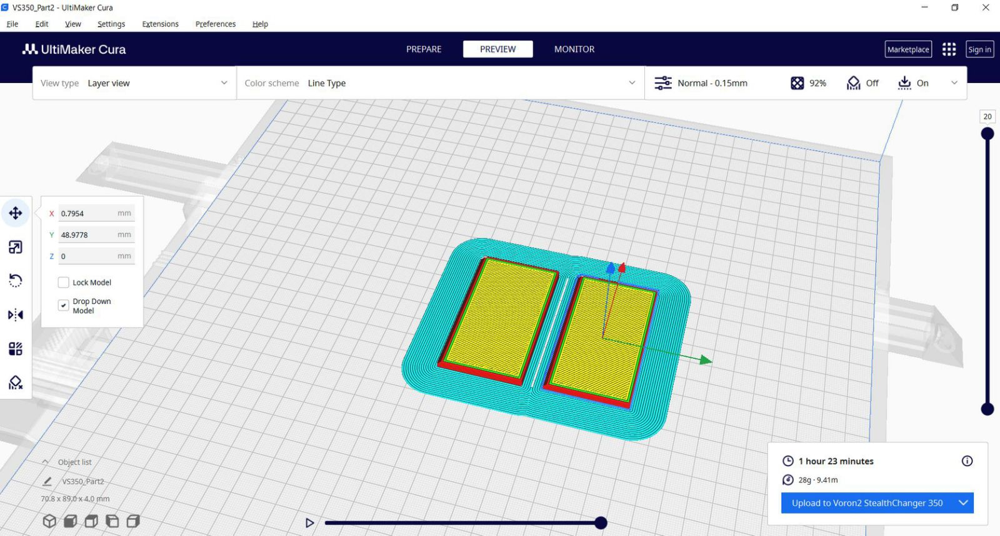 VS350_Part2 - UltiMaker Cura
File Edit View Settings Extensions Preferences Help
UltiMaker Cura
PREPARE PREVIEW MONITOR
Marketplace Sign in
View type Layer view
Color scheme Line Type
Normal - 0.15mm 92% Off On
20
X 0.7954 mm
Y 48.9778 mm
Z 0 mm
Lock Model
Drop Down
Model
Object list
VS350_Part2
70.8 x 89.0 x 4.0 mm
1 hour 23 minutes
28g · 9.41m
Upload to Voron2 StealthChanger 350